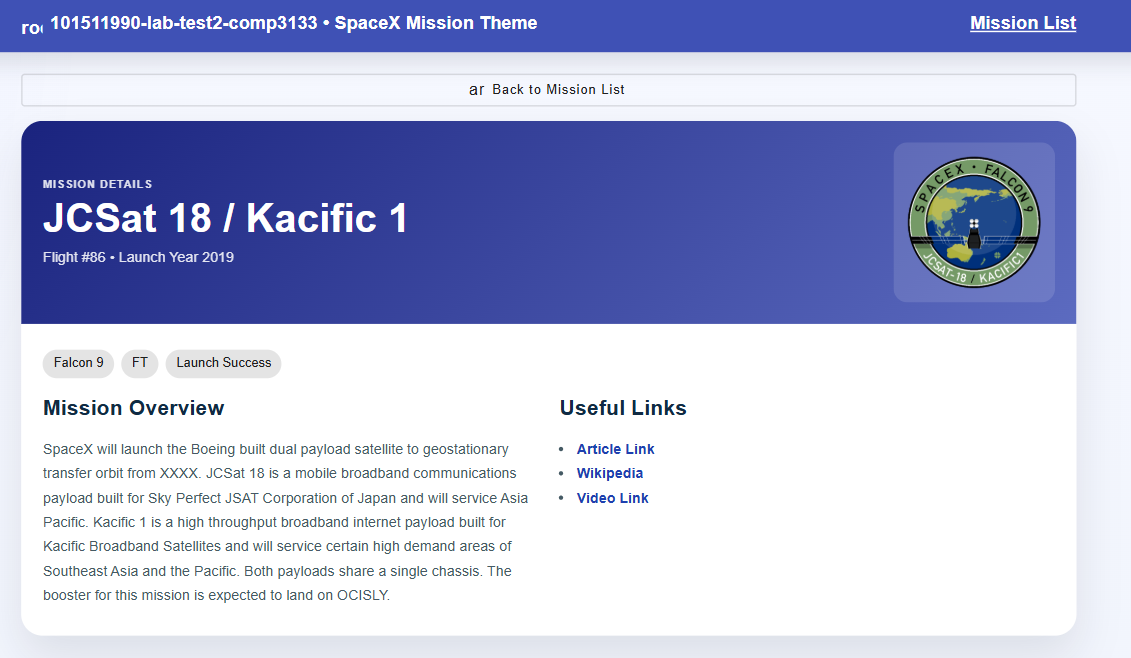 roc 101511990-lab-test2-comp3133 • SpaceX Mission Theme
Mission List
ar Back to Mission List
MISSION DETAILS
JCSat 18 / Kacific 1
Flight #86 • Launch Year 2019
SPACEX • FALCON 9
JCSAT-18 / KACIFIC1
Falcon 9
FT
Launch Success
Mission Overview
SpaceX will launch the Boeing built dual payload satellite to geostationary
transfer orbit from XXXX. JCSat 18 is a mobile broadband communications
payload built for Sky Perfect JSAT Corporation of Japan and will service Asia
Pacific. Kacific 1 is a high throughput broadband internet payload built for
Kacific Broadband Satellites and will service certain high demand areas of
Southeast Asia and the Pacific. Both payloads share a single chassis. The
booster for this mission is expected to land on OCISLY.
Useful Links
• Article Link
• Wikipedia
• Video Link